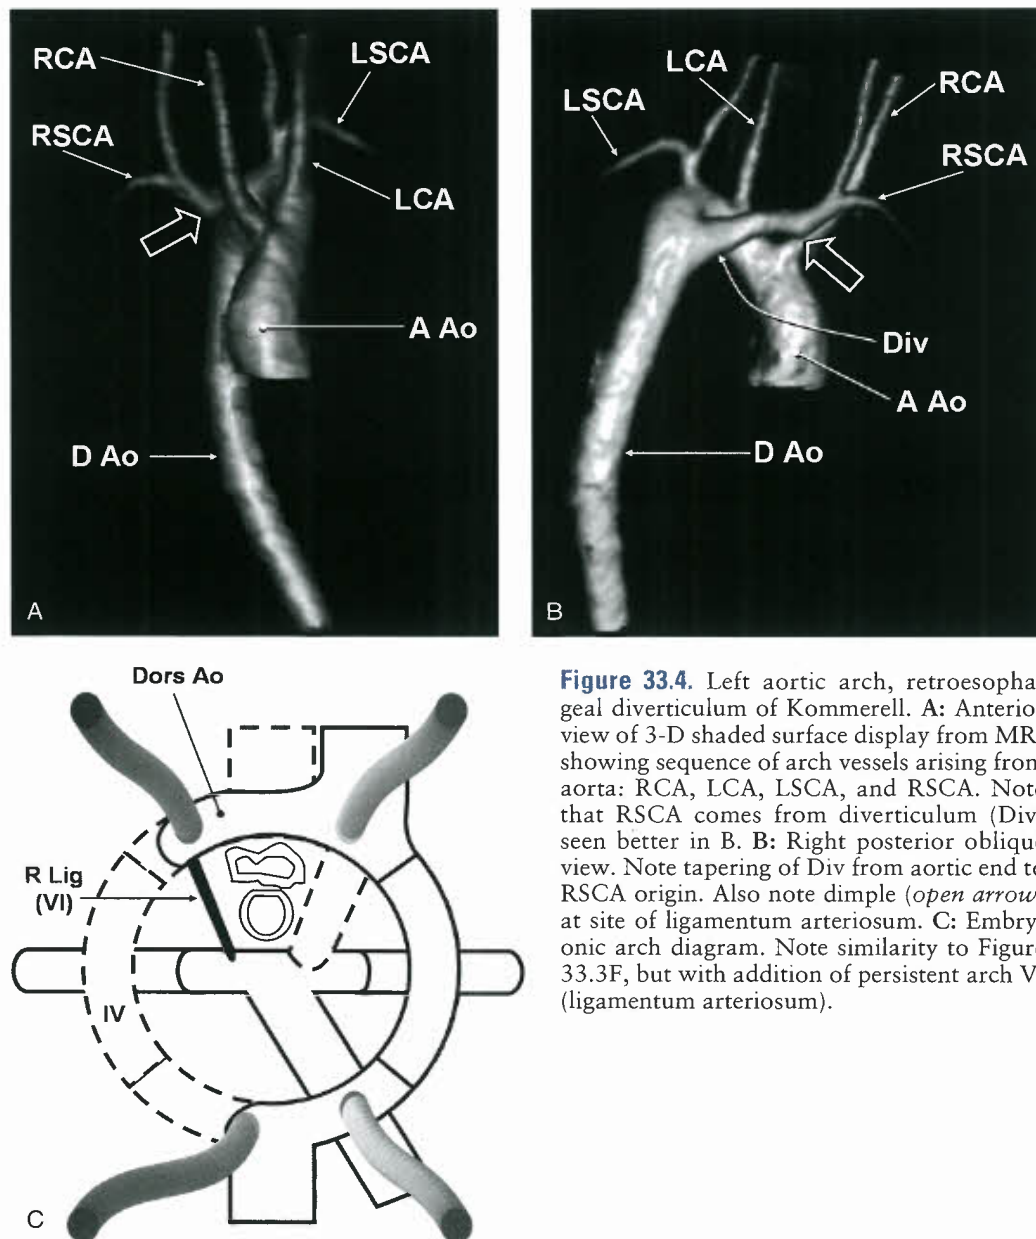 RCA
LSCA
RSCA
LCA
A Ao
D Ao
A
LCA
RCA
LSCA
RSCA
Div
A Ao
D Ao
B
Dors Ao
R Lig
(VI)
IV
C
Figure 33.4. Left aortic arch, retroesopha
geal diverticulum of Kommerell. A: Anterio
view of 3-D shaded surface display from MR
showing sequence of arch vessels arising from
aorta: RCA, LCA, LSCA, and RSCA. Note
that RSCA comes from diverticulum (Div
seen better in B. B: Right posterior oblique
view. Note tapering of Div from aortic end to
RSCA origin. Also note dimple (open arrow
at site of ligamentum arteriosum. C: Embry
onic arch diagram. Note similarity to Figure
33.3F, but with addition of persistent arch V
(ligamentum arteriosum).